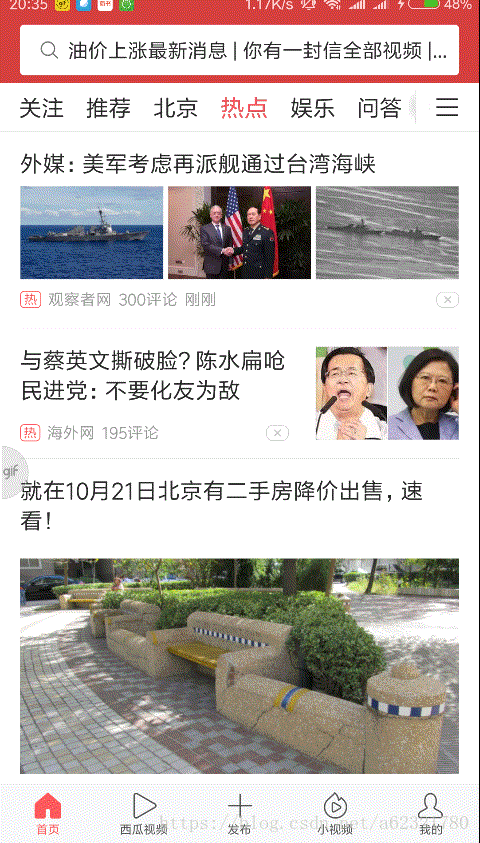 20:35 1.17K/s 48%
油价上涨最新消息 | 你有一封信全部视频 |...
关注 推荐 北京 热点 娱乐 问答
外媒：美军考虑再派舰通过台湾海峡
热 观察者网 300评论 刚刚
与蔡英文撕破脸？陈水扁呛
民进党：不要化友为敌
热 海外网 195评论
gif
就在10月21日北京有二手房降价出售，速
看！
首页 西瓜视频 发布 小视频 我的
https://blog.csdn.net/a62321780